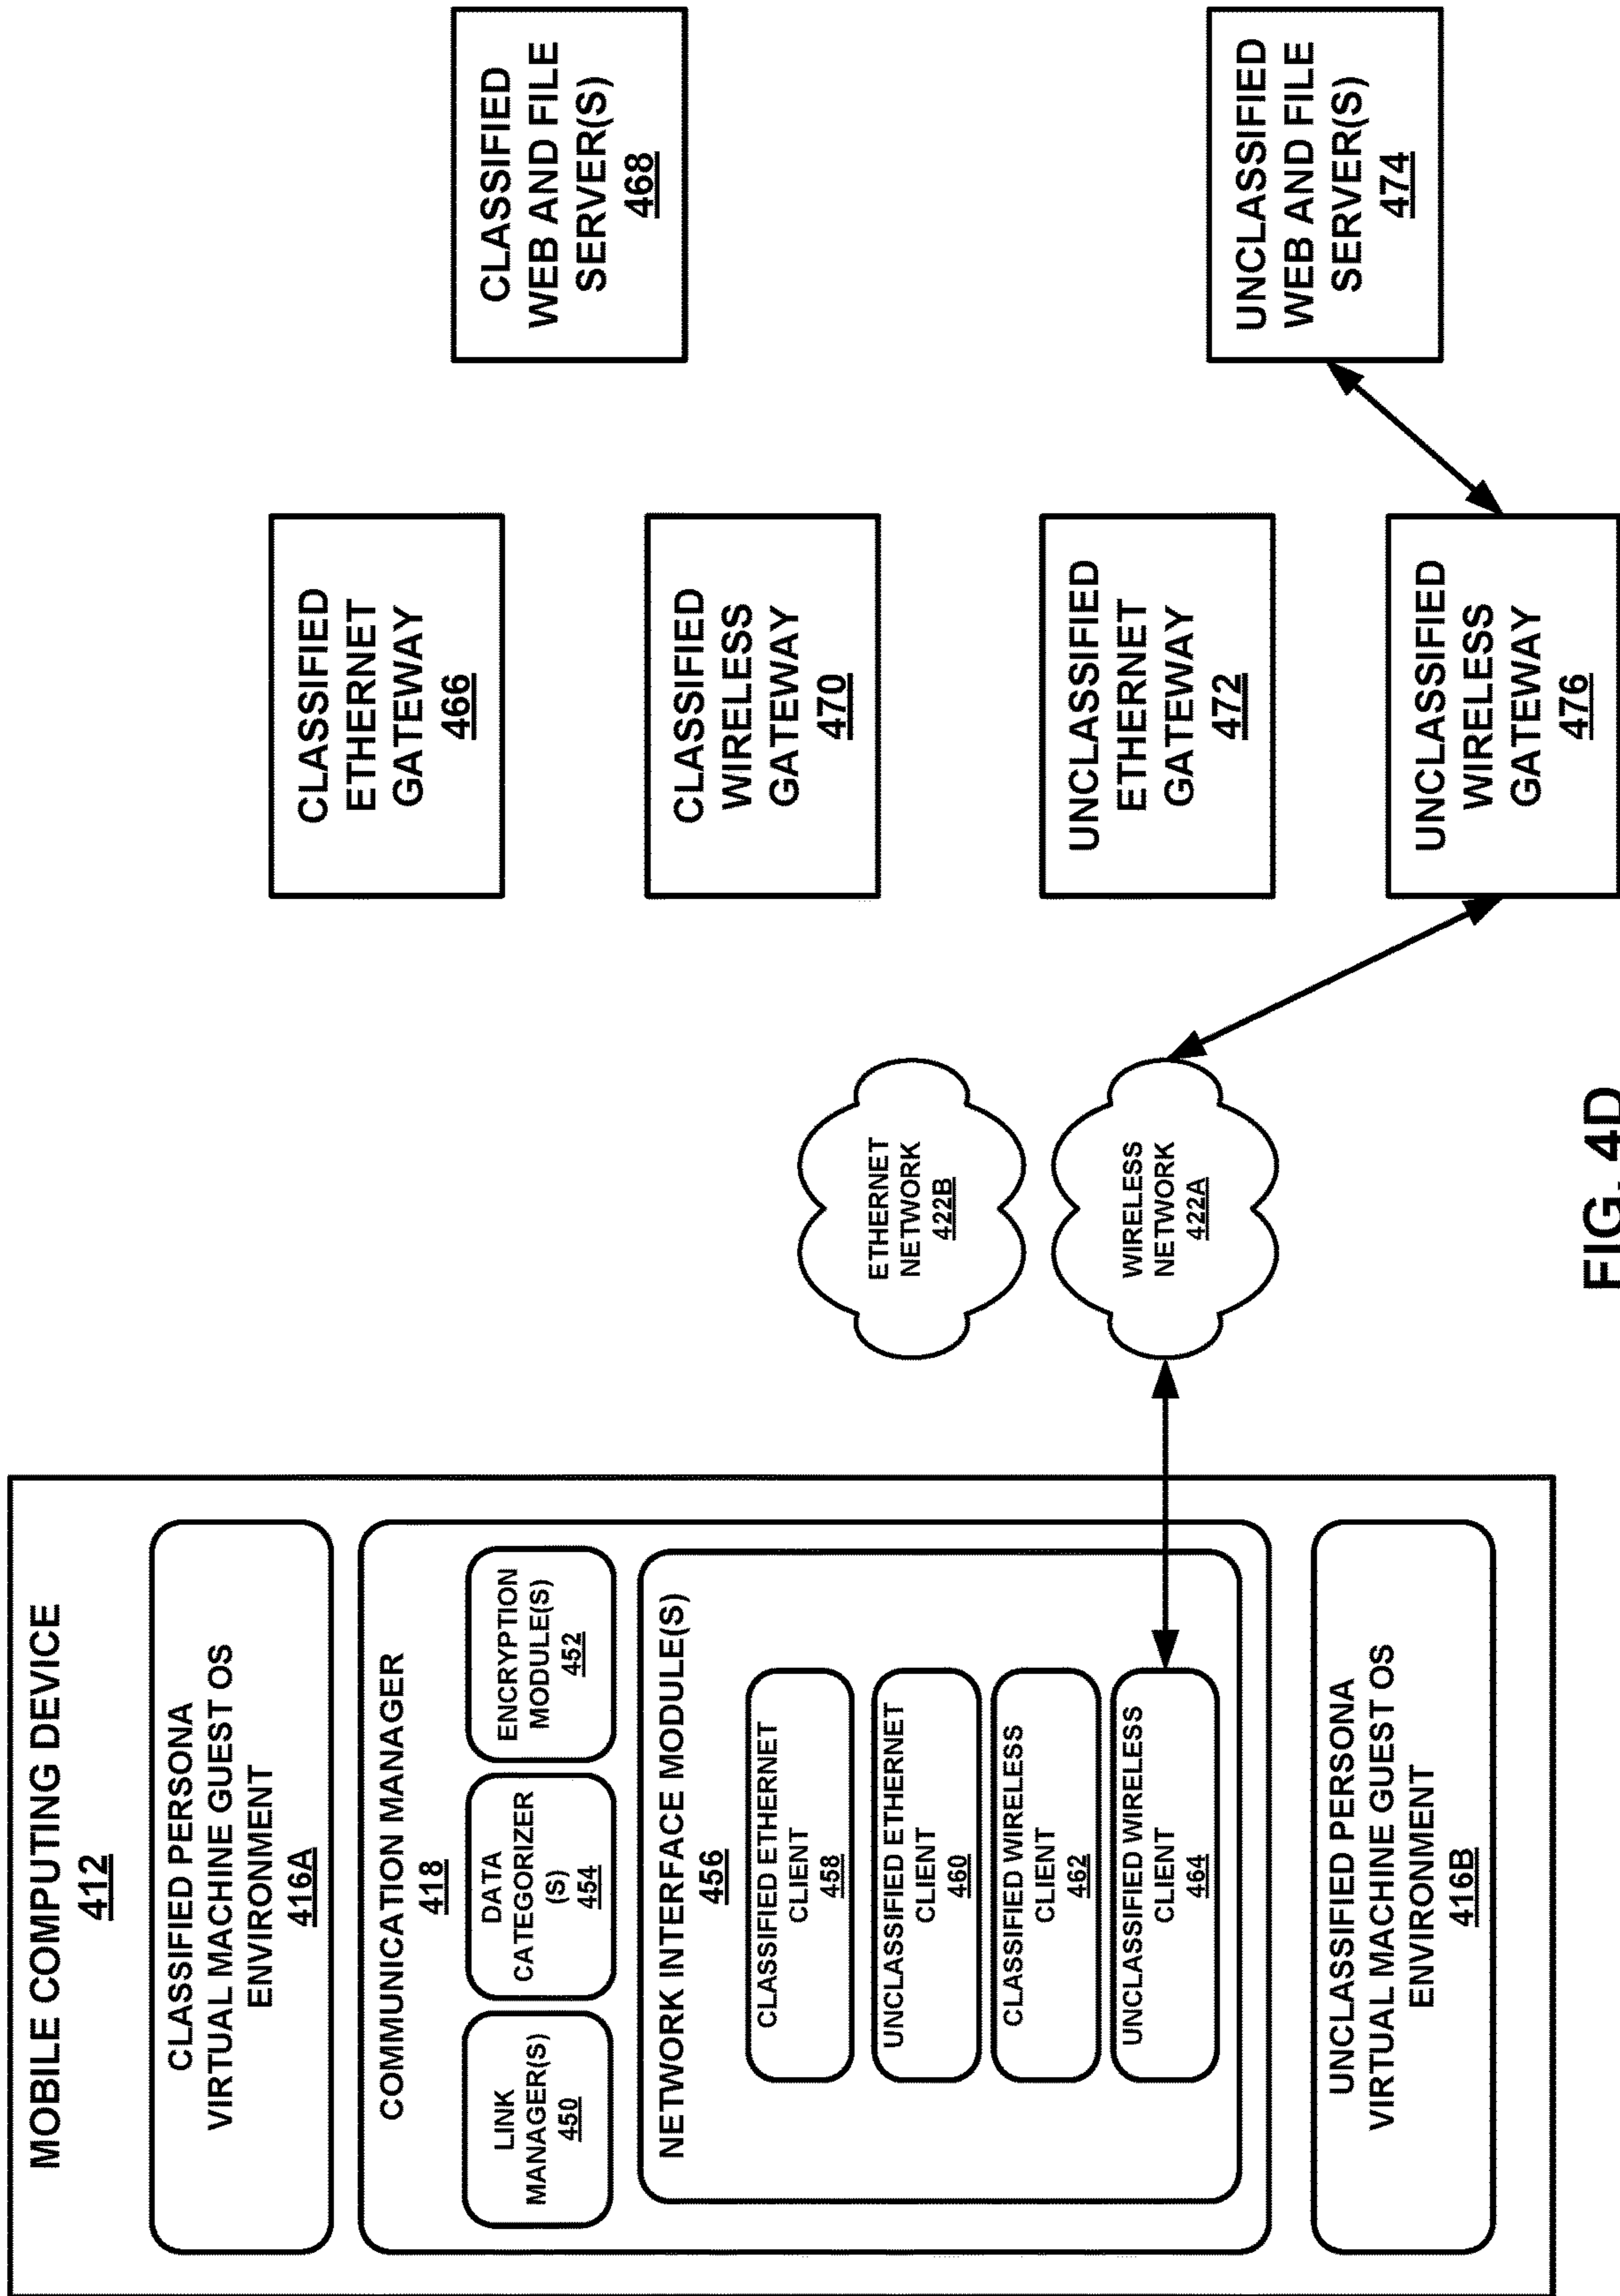 MOBILE COMPUTING DEVICE
412
CLASSIFIED PERSONA
VIRTUAL MACHINE GUEST OS
ENVIRONMENT
416A
COMMUNICATION MANAGER
418
LINK
MANAGER(S)
450
DATA
CATEGORIZER
(S)
454
ENCRYPTION
MODULE(S)
452
NETWORK INTERFACE MODULE(S)
456
CLASSIFIED ETHERNET
CLIENT
458
UNCLASSIFIED ETHERNET
CLIENT
460
CLASSIFIED WIRELESS
CLIENT
462
UNCLASSIFIED WIRELESS
CLIENT
464
UNCLASSIFIED PERSONA
VIRTUAL MACHINE GUEST OS
ENVIRONMENT
416B
ETHERNET
NETWORK
422B
WIRELESS
NETWORK
422A
CLASSIFIED
ETHERNET
GATEWAY
466
CLASSIFIED
WIRELESS
GATEWAY
470
UNCLASSIFIED
ETHERNET
GATEWAY
472
UNCLASSIFIED
WIRELESS
GATEWAY
476
CLASSIFIED
WEB AND FILE
SERVER(S)
468
UNCLASSIFIED
WEB AND FILE
SERVER(S)
474
FIG. 4D